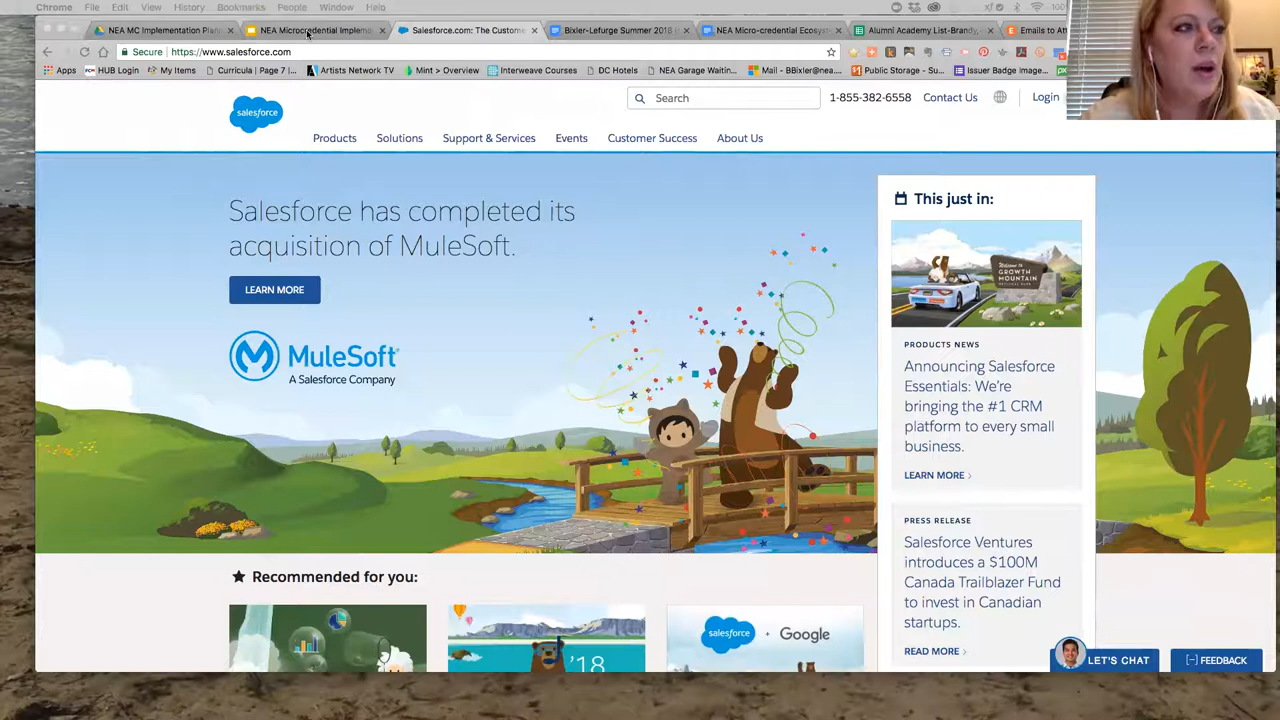 Chrome File Edit View History Bookmarks People Window Help
NEA MC Implementation Plan
NEA Microcredential Implem
Salesforce.com: The Custome
Bixler-Lefurge Summer 2018
NEA Micro-credential Ecosyst
Alumni Academy List-Brandy,
Emails to Att
Secure https://www.salesforce.com
Apps
HUB Login
My Items
Curricula | Page 7 |...
Artists Network TV
Mint > Overview
Interweave Courses
DC Hotels
NEA Garage Waitin...
Mail - BBixler@nea....
Public Storage - Su...
Issuer Badge Image...
salesforce
Search
1-855-382-6558
Contact Us
Login
Products
Solutions
Support & Services
Events
Customer Success
About Us
Salesforce has completed its
acquisition of MuleSoft.
LEARN MORE
MuleSoft
A Salesforce Company
This just in:
Welcome to
GROWTH
MOUNTAIN
PRODUCTS NEWS
Announcing Salesforce
Essentials: We're
bringing the #1 CRM
platform to every small
business.
LEARN MORE >
PRESS RELEASE
Salesforce Ventures
introduces a $100M
Canada Trailblazer Fund
to invest in Canadian
startups.
READ MORE >
Recommended for you:
'18
salesforce + Google
LET'S CHAT
[-] FEEDBACK